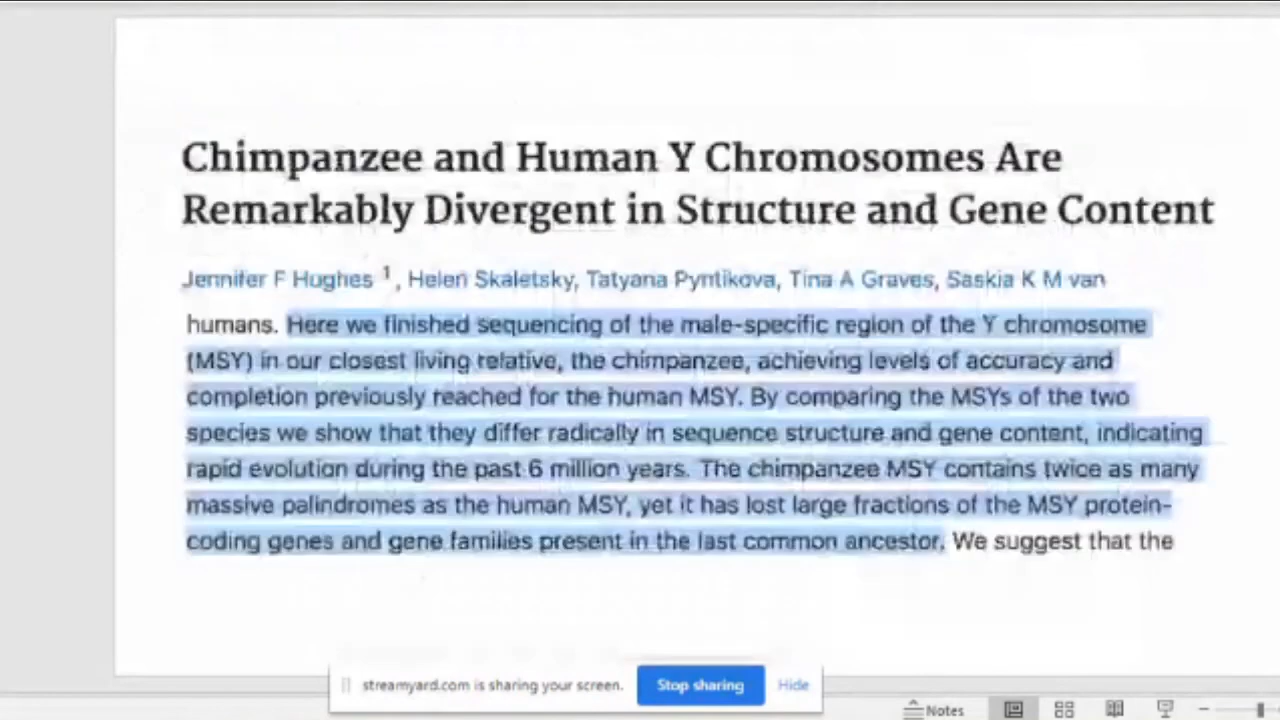 Chimpanzee and Human Y Chromosomes Are
Remarkably Divergent in Structure and Gene Content
Jennifer F Hughes 1, Helen Skaletsky, Tatyana Pyntikova, Tina A Graves, Saskia K M van
humans. Here we finished sequencing of the male-specific region of the Y chromosome
(MSY) in our closest living relative, the chimpanzee, achieving levels of accuracy and
completion previously reached for the human MSY. By comparing the MSYs of the two
species we show that they differ radically in sequence structure and gene content, indicating
rapid evolution during the past 6 million years. The chimpanzee MSY contains twice as many
massive palindromes as the human MSY, yet it has lost large fractions of the MSY protein-
coding genes and gene families present in the last common ancestor. We suggest that the
streamyard.com is sharing your screen. Stop sharing Hide
Notes